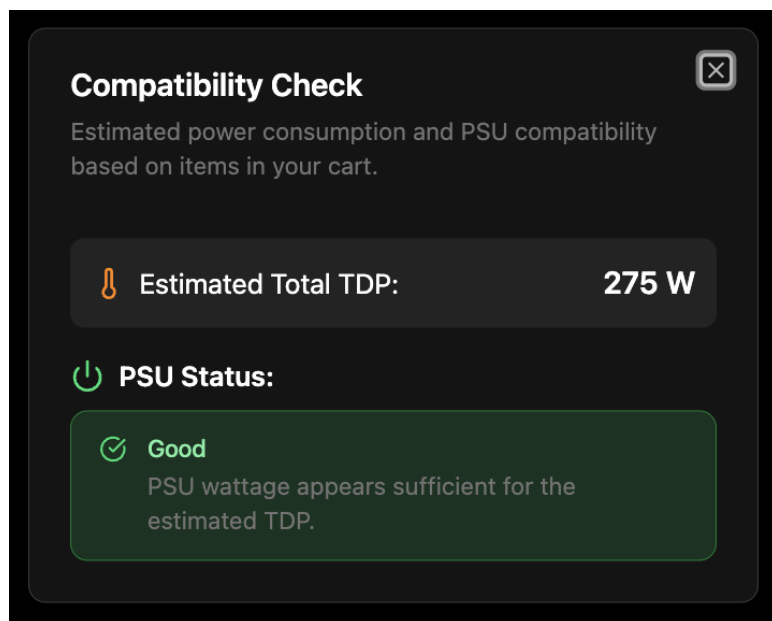 Compatibility Check
Estimated power consumption and PSU compatibility
based on items in your cart.
Estimated Total TDP: 275 W
PSU Status:
Good
PSU wattage appears sufficient for the
estimated TDP.